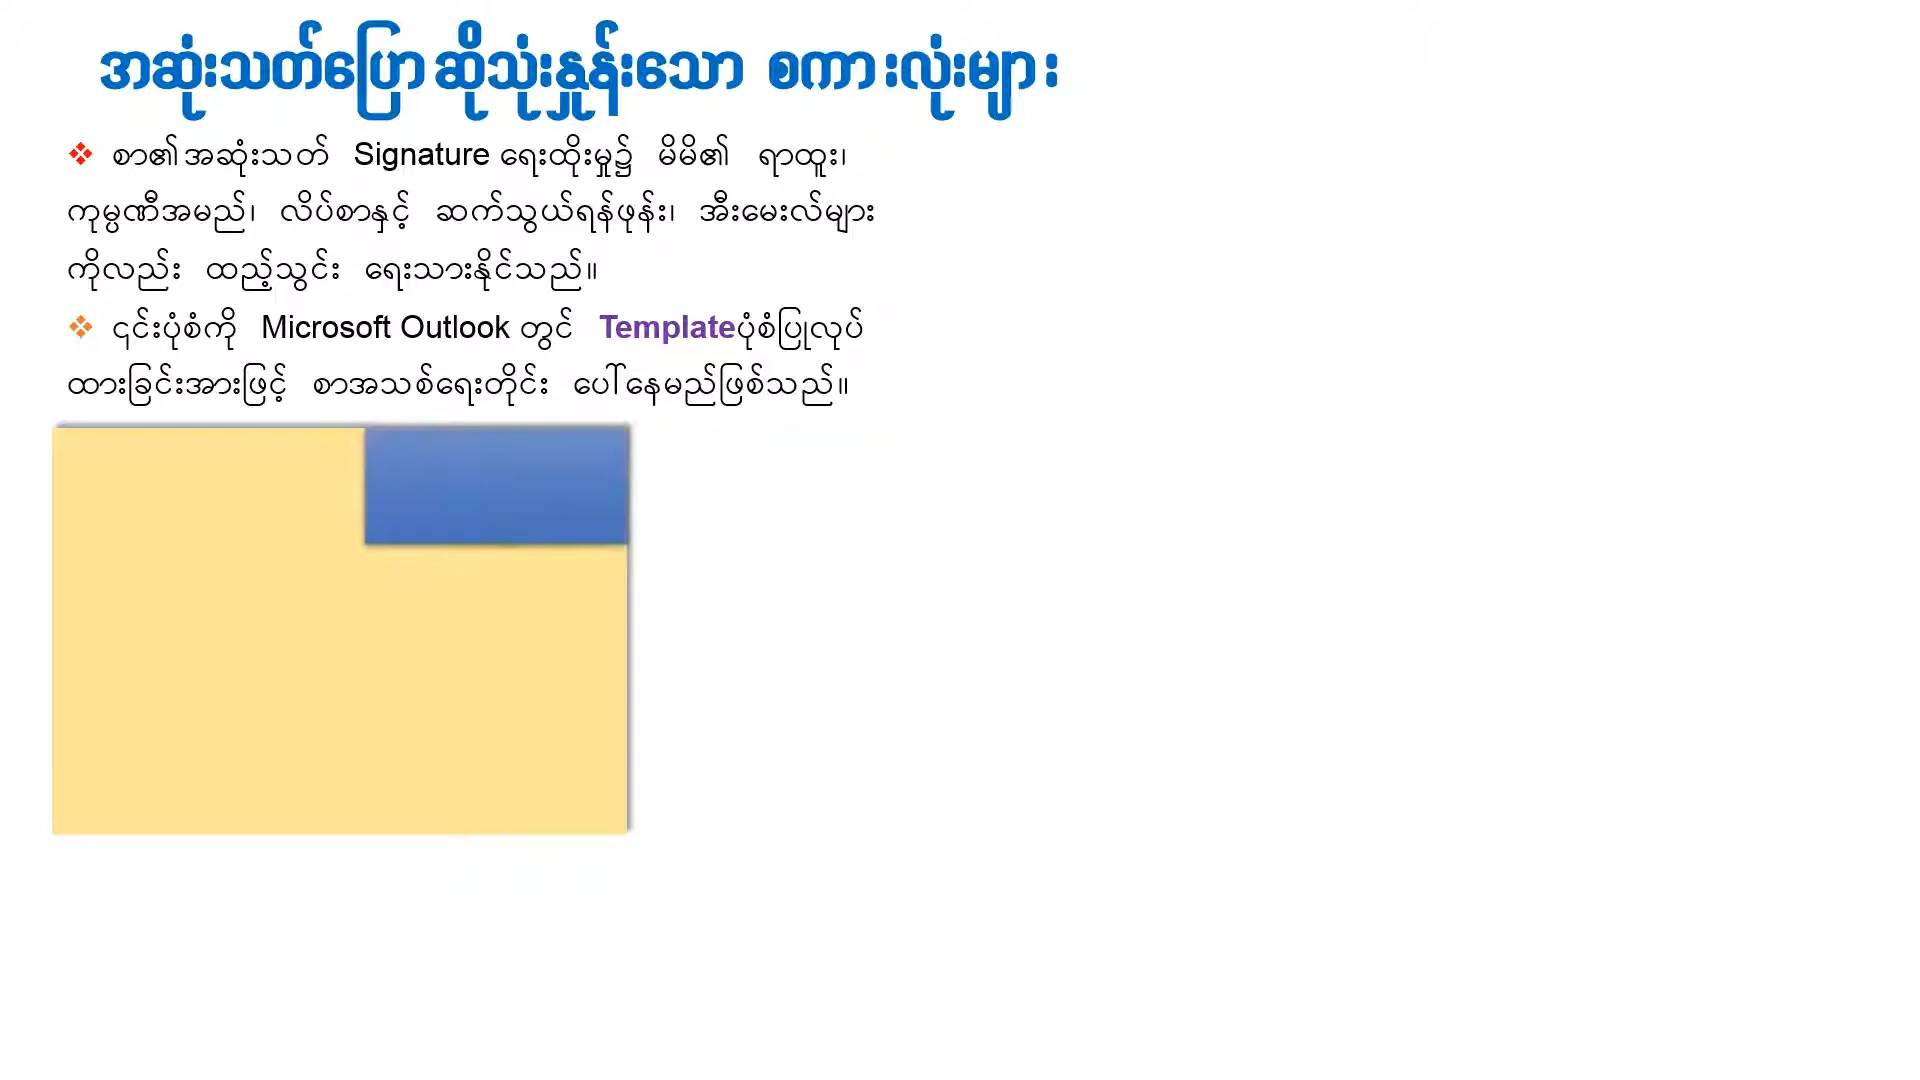 အဆုံးသတ်ပြောဆိုသုံးနှုန်းသော စကားလုံးများ
❖ စာ၏အဆုံးသတ် Signature ရေးထိုးမှု၌ မိမိ၏ ရာထူး၊
ကုမ္ပဏီအမည်၊ လိပ်စာနှင့် ဆက်သွယ်ရန်ဖုန်း၊ အီးမေးလ်များ
ကိုလည်း ထည့်သွင်း ရေးသားနိုင်သည်။
❖ ၎င်းပုံစံကို Microsoft Outlook တွင် Templateပုံစံပြုလုပ်
ထားခြင်းအားဖြင့် စာအသစ်ရေးတိုင်း ပေါ်နေမည်ဖြစ်သည်။